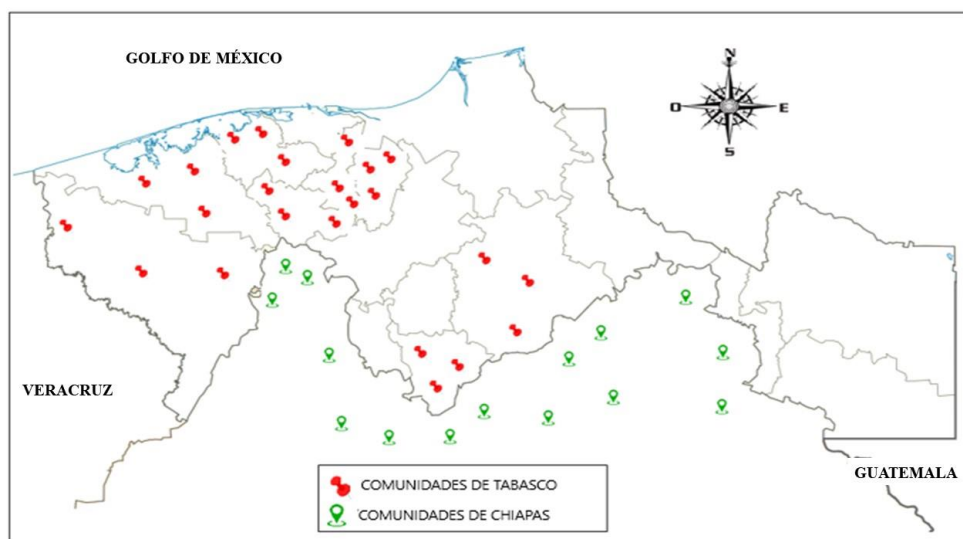 GOLFO DE MÉXICO
N
O
E
S
VERACRUZ
GUATEMALA
COMUNIDADES DE TABASCO
COMUNIDADES DE CHIAPAS